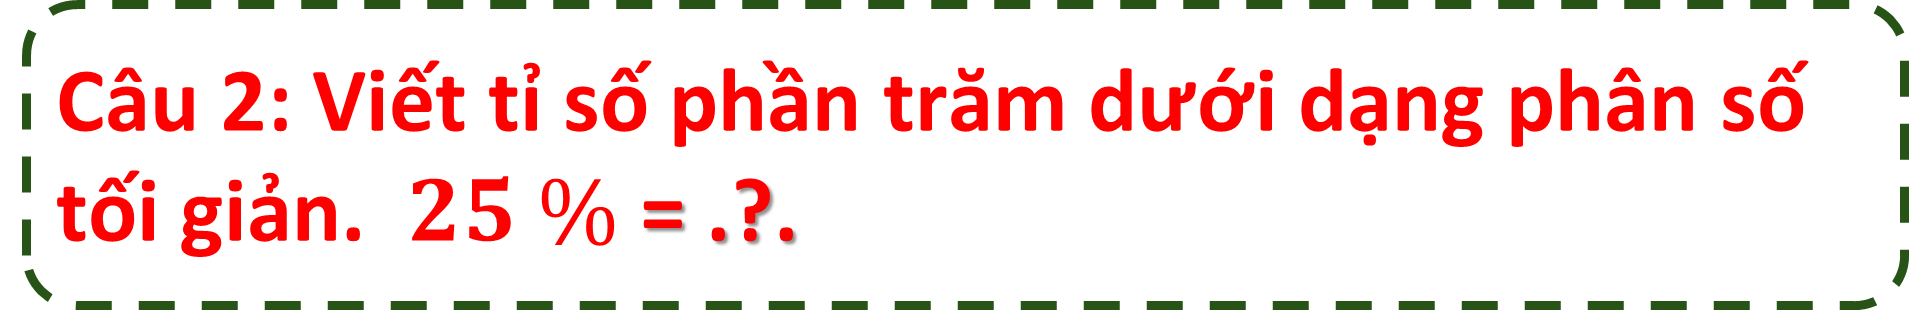 Câu 2: Viết tỉ số phần trăm dưới dạng phân số
tối giản. 25 % = .?.